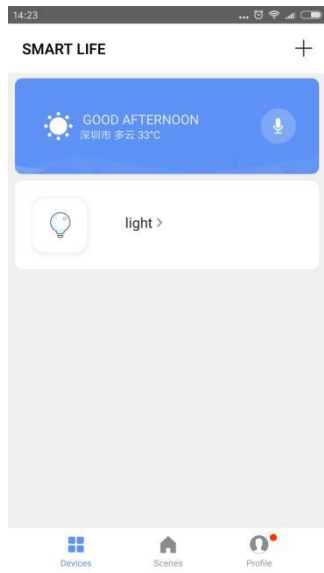 14:23
SMART LIFE
GOOD AFTERNOON
深圳市 多云 33°C
light >
Devices
Scenes
Profile